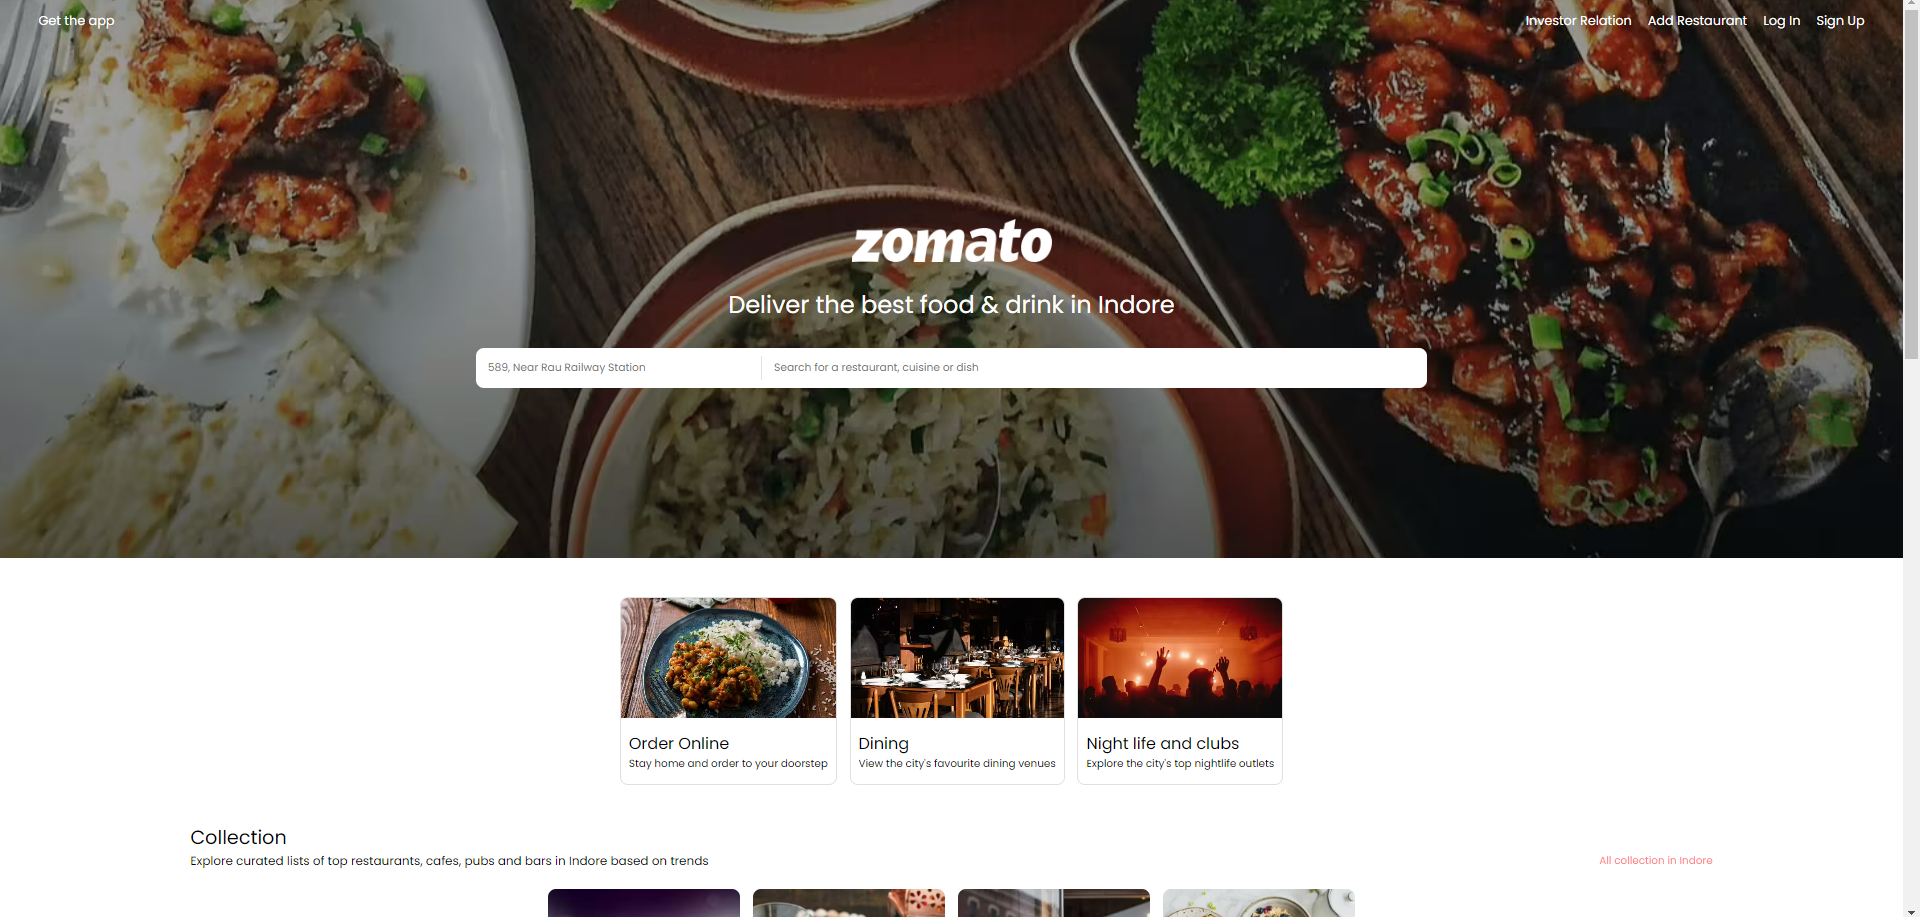 Get the app
Investor Relation
Add Restaurant
Log In
Sign Up
zomato
Deliver the best food & drink in Indore
589, Near Rau Railway Station
Search for a restaurant, cuisine or dish
Order Online
Stay home and order to your doorstep
Dining
View the city's favourite dining venues
Night life and clubs
Explore the city's top nightlife outlets
Collection
Explore curated lists of top restaurants, cafes, pubs and bars in Indore based on trends
All collection in Indore